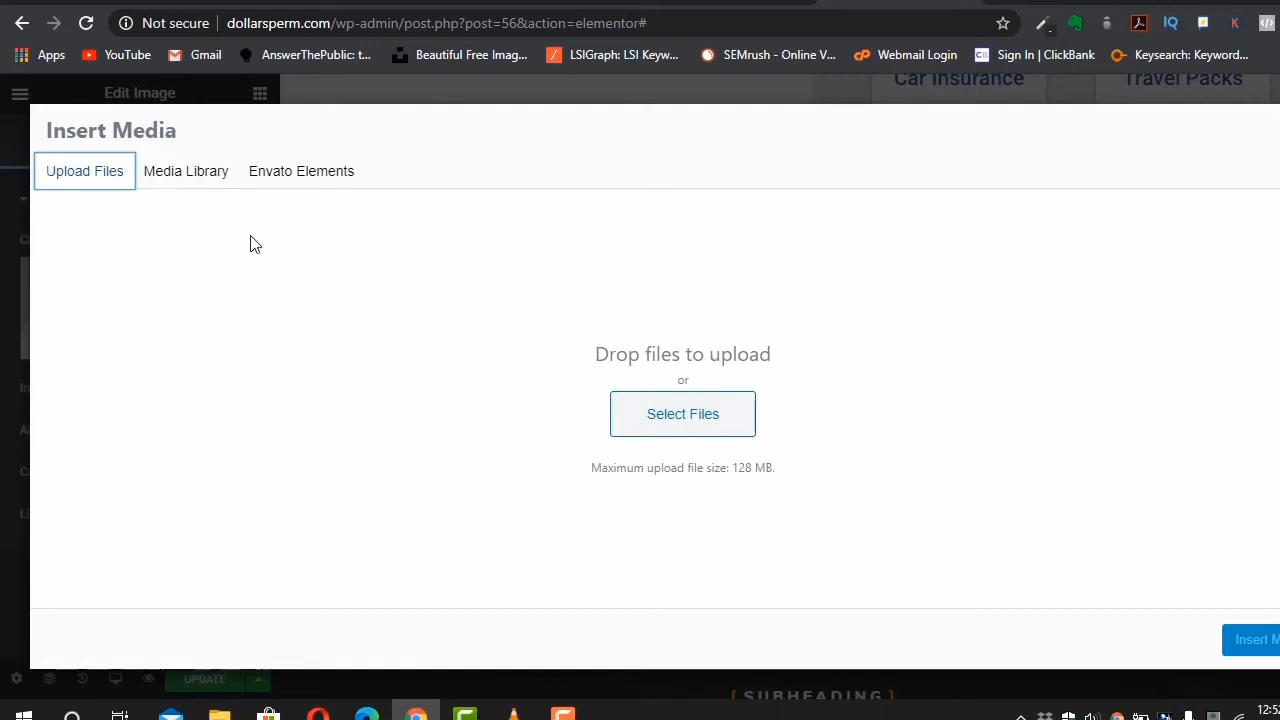 Not secure
dollarsperm.com/wp-admin/post.php?post=56&action=elementor#
Apps
YouTube
Gmail
AnswerThePublic: t...
Beautiful Free Imag...
LSIGraph: LSI Keyw...
SEMrush - Online V...
Webmail Login
Sign In | ClickBank
Keysearch: Keyword...
Edit Image
Car Insurance
Travel Packs
Insert Media
Upload Files
Media Library
Envato Elements
Drop files to upload
or
Select Files
Maximum upload file size: 128 MB.
Insert M
UPDATE
{ SUBHEADING }
12:52